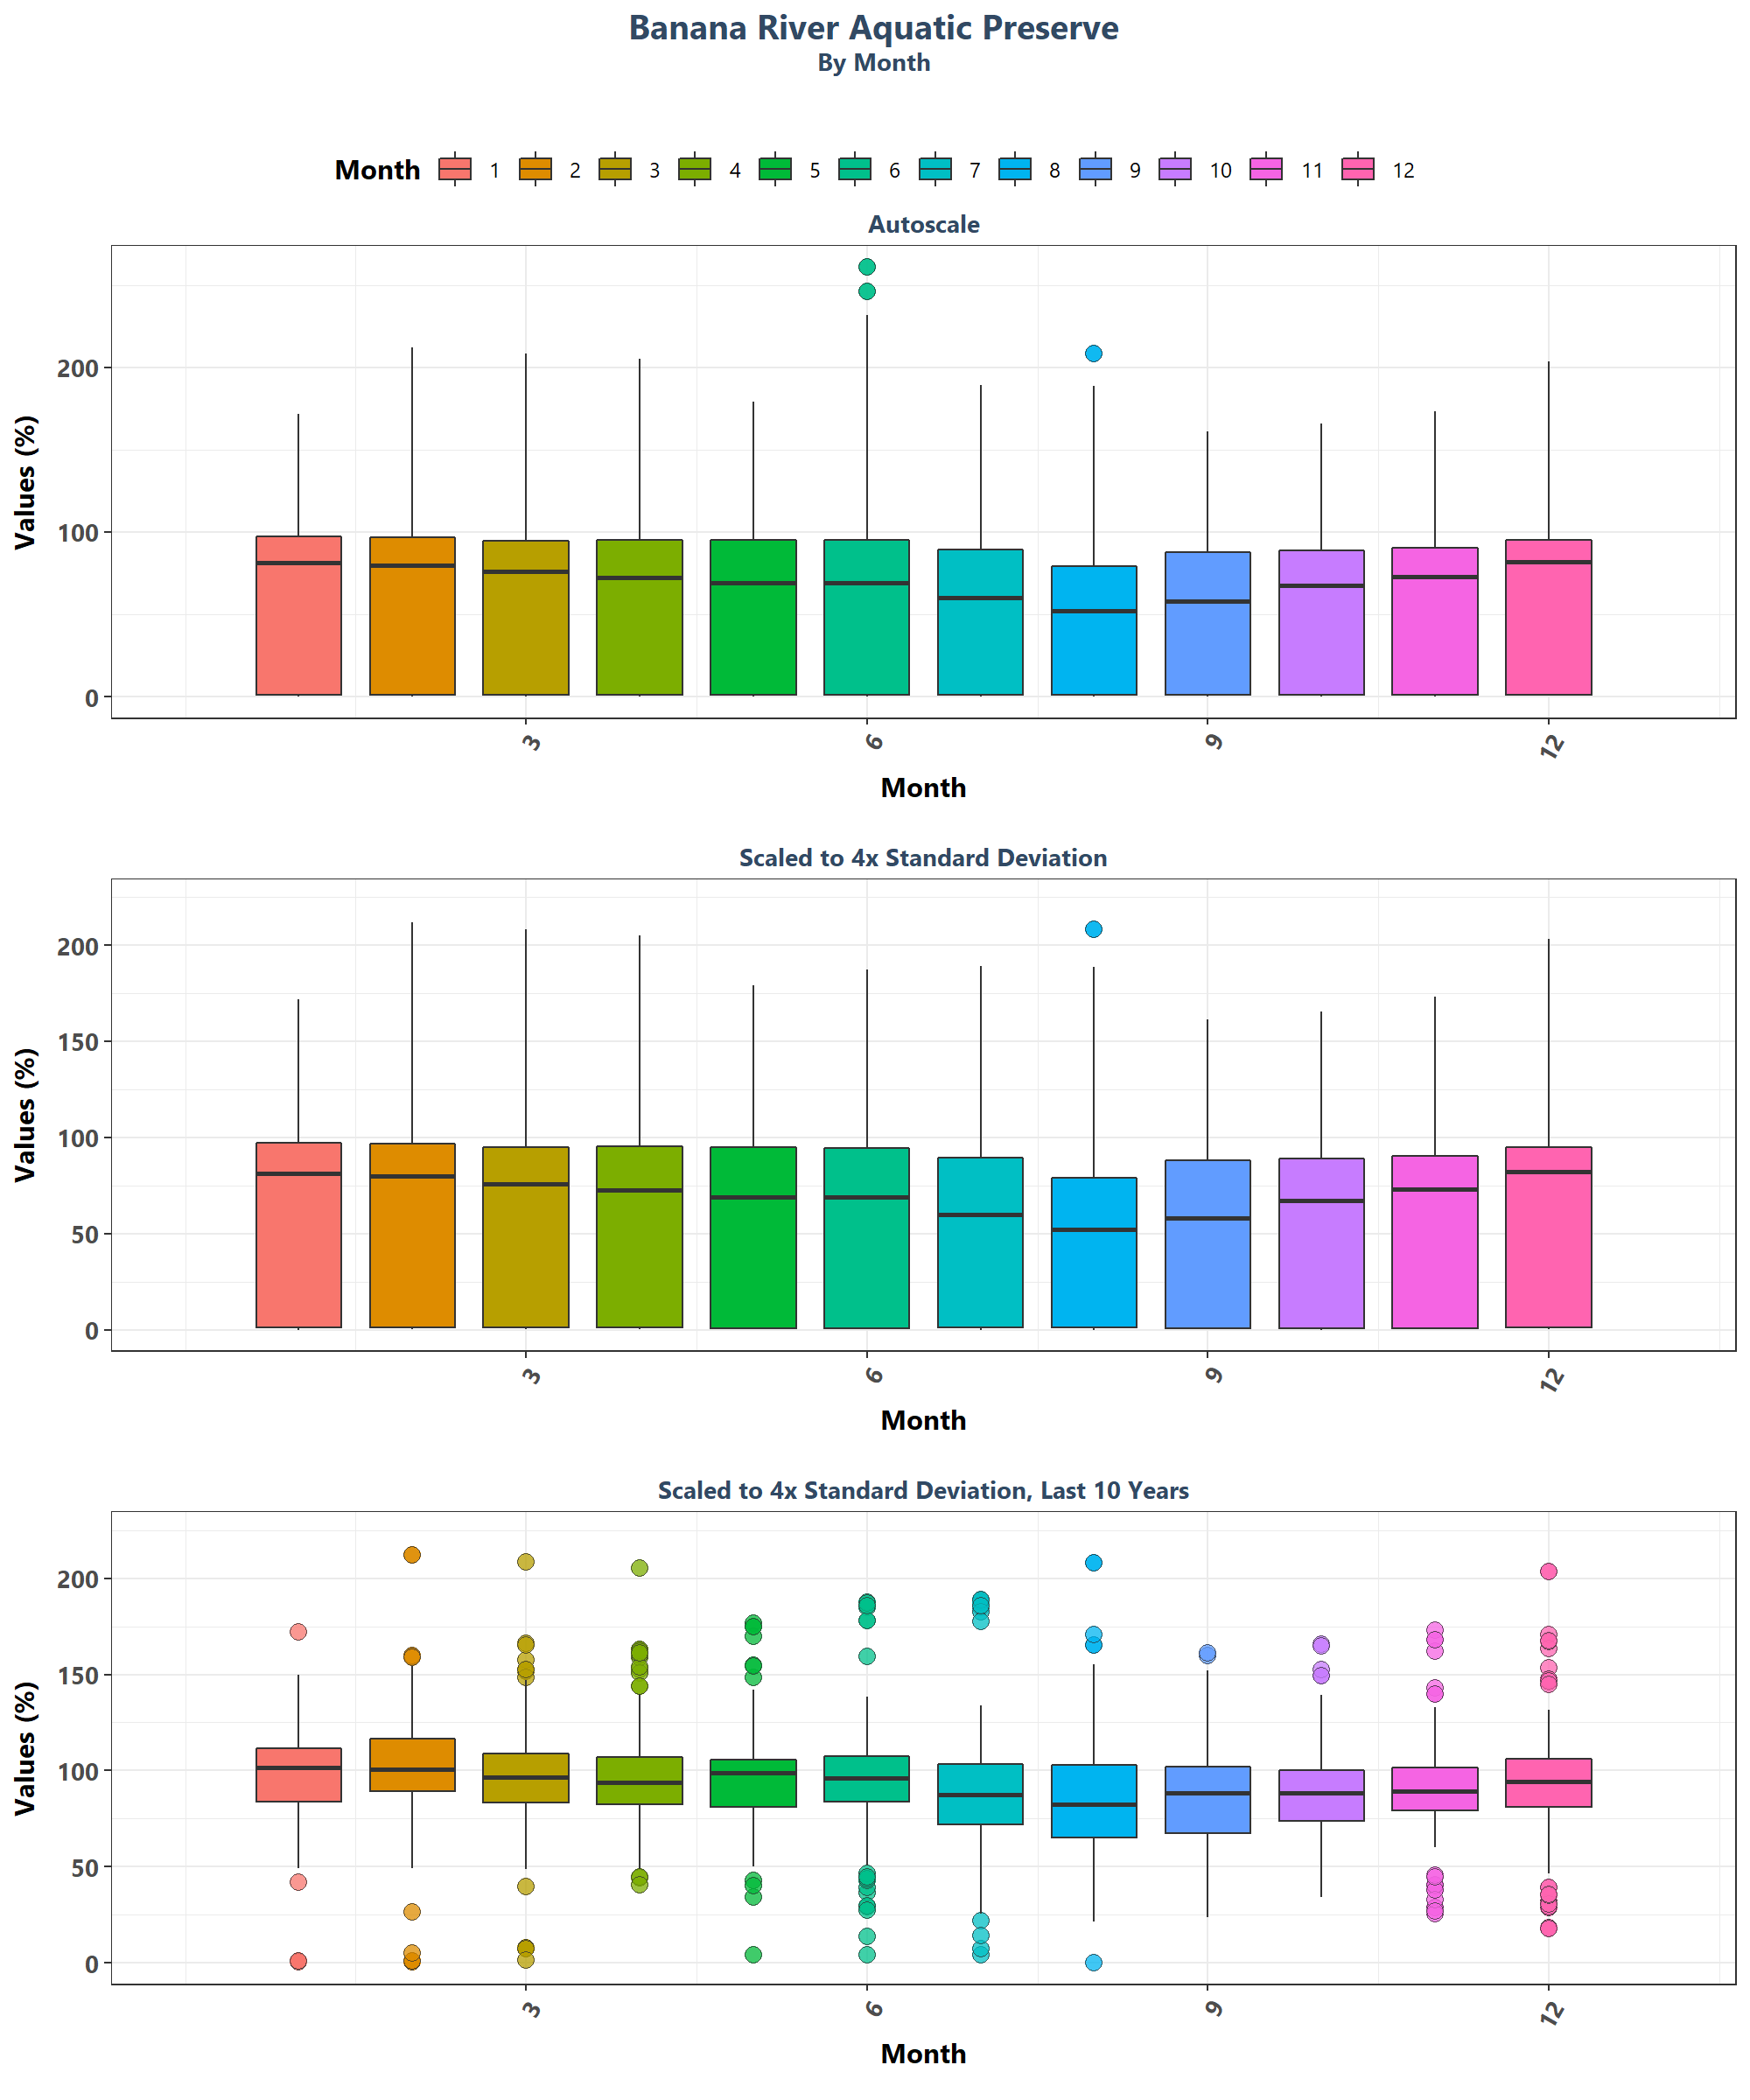 Banana River Aquatic Preserve
By Month
Month 1 2 3 4 5 6 7 8 9 10 11 12
Autoscale
Values (%)
200
100
0
3 6 9 12
Month
Scaled to 4x Standard Deviation
Values (%)
200
150
100
50
0
3 6 9 12
Month
Scaled to 4x Standard Deviation, Last 10 Years
Values (%)
200
150
100
50
0
3 6 9 12
Month